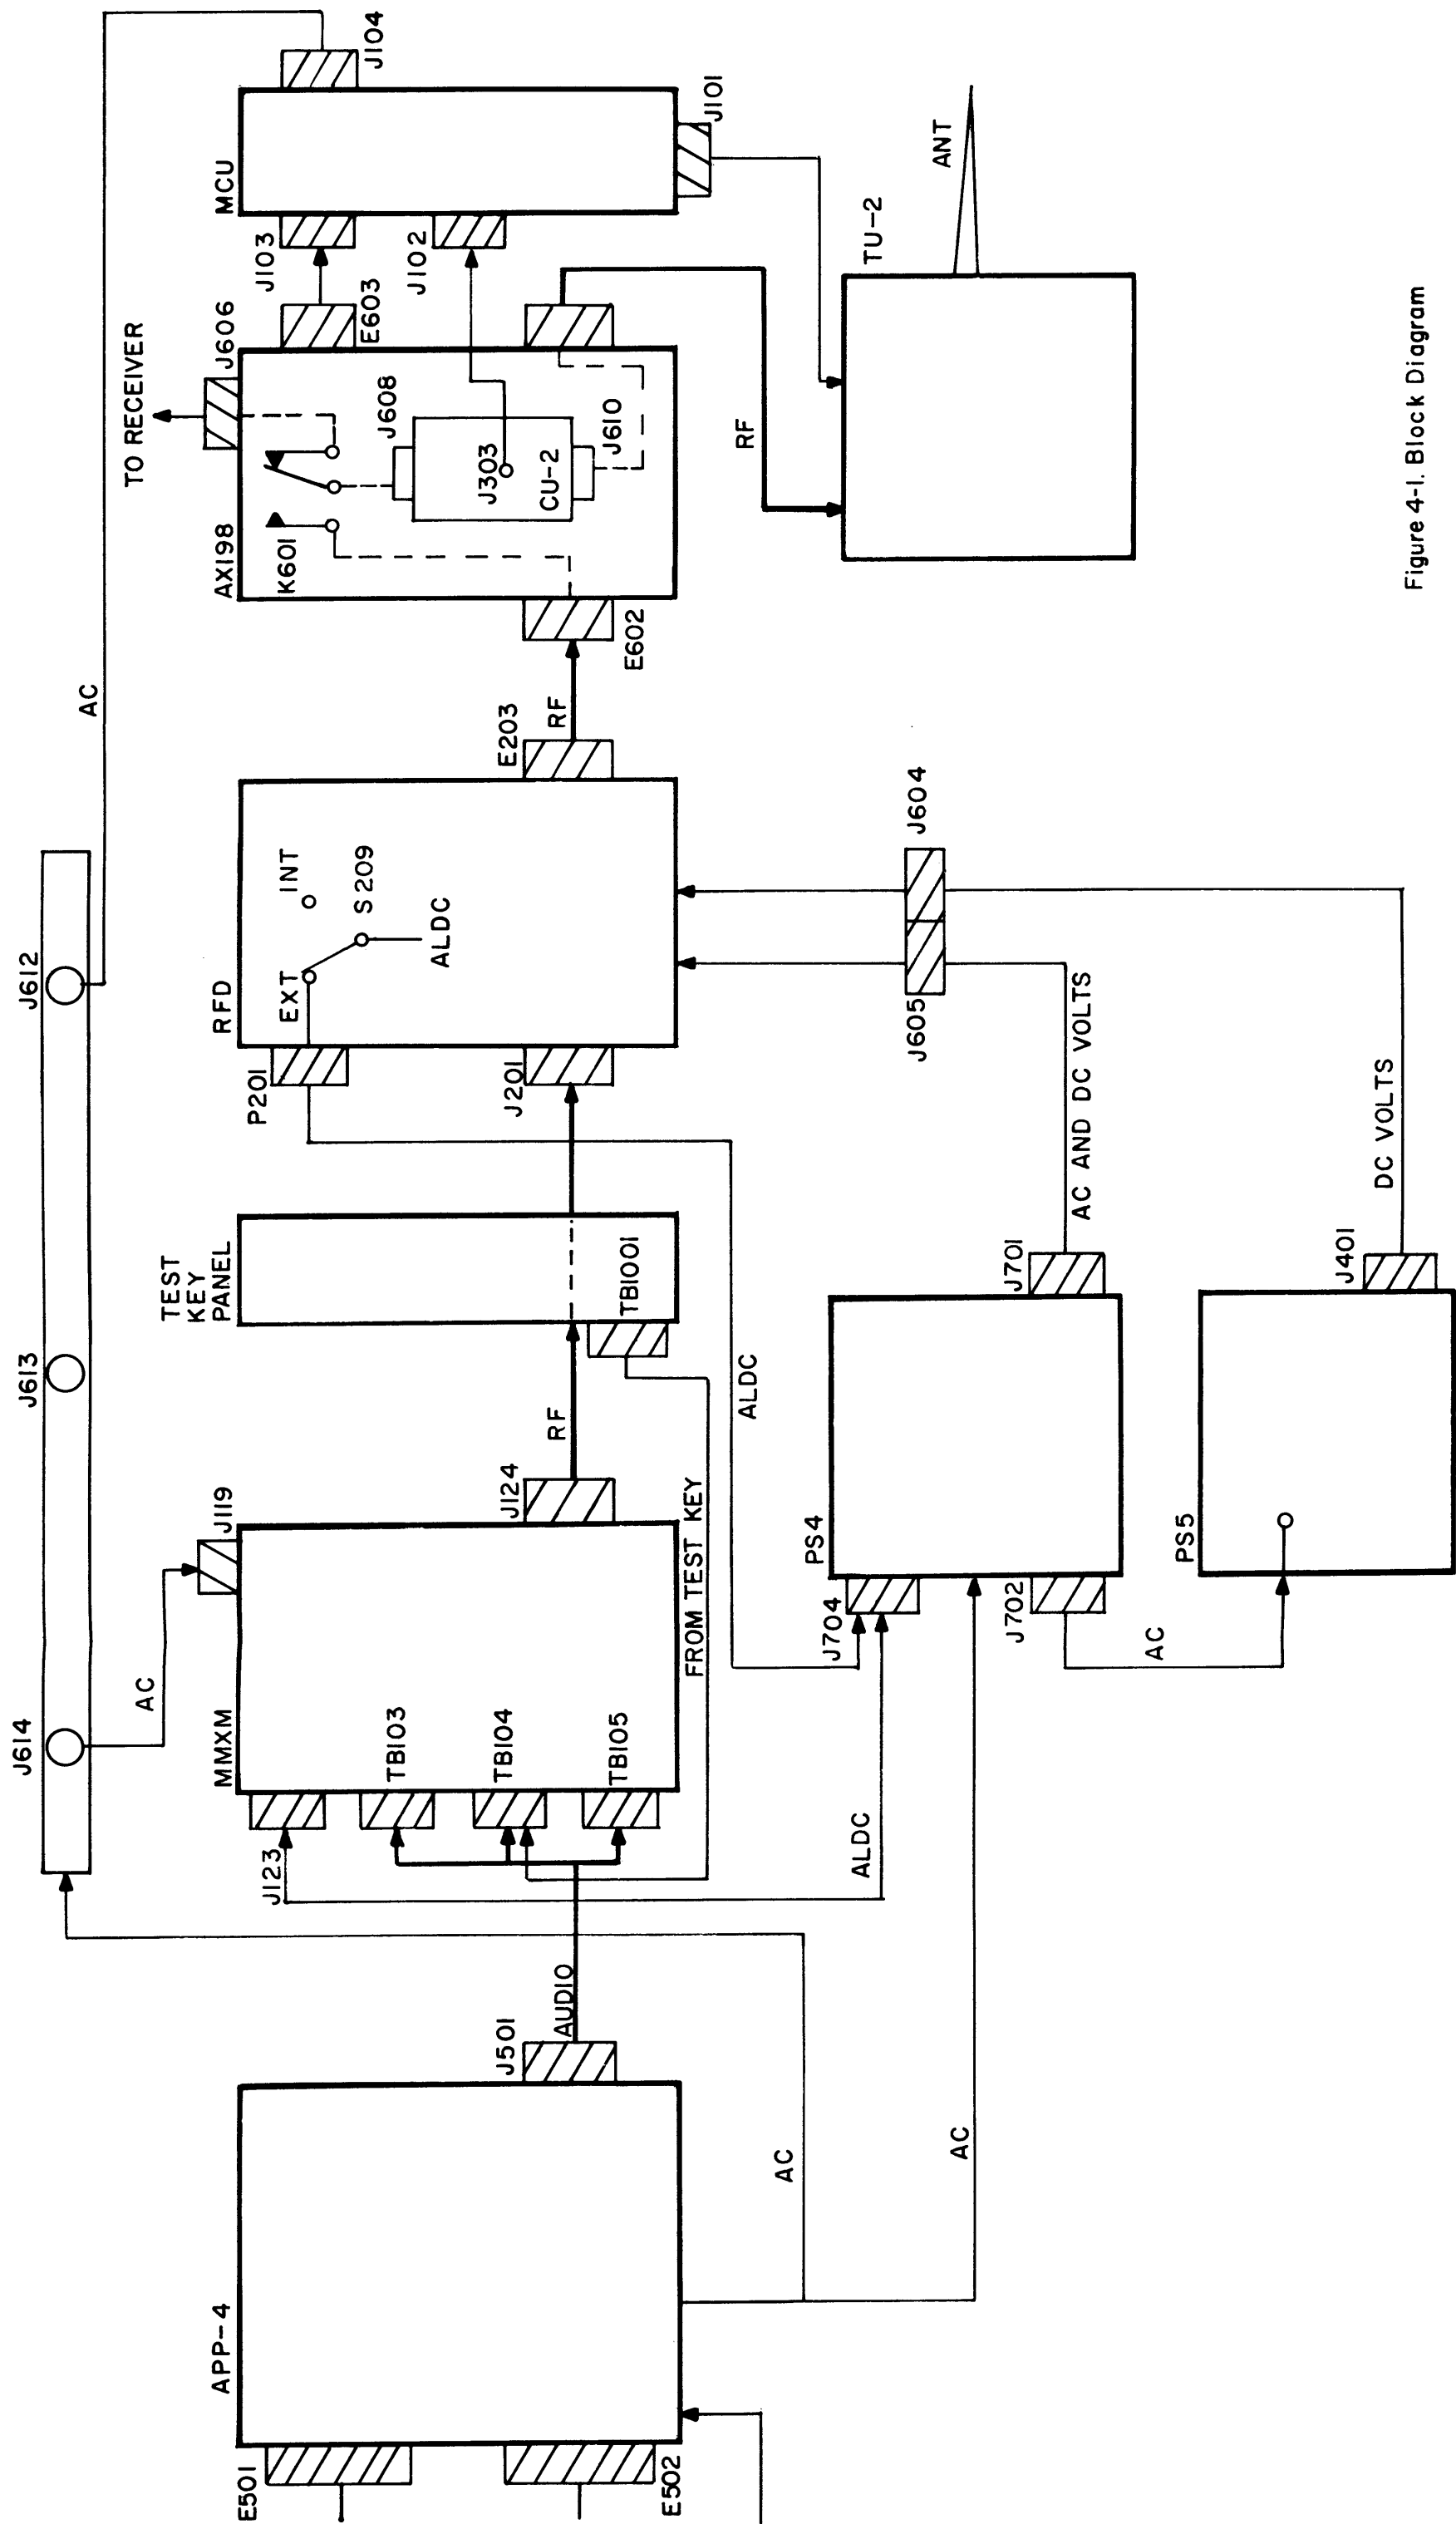 J614
J613
J612
AC
AC
J119
MMXM
J123
TB103
TB104
TB105
J124
RF
FROM TEST KEY
TEST
KEY
PANEL
TB1001
RFD
P201
EXT
INT
S209
ALDC
J201
E203
RF
TO RECEIVER
AX198
J606
K601
J608
J303
CU-2
J610
E602
E603
MCU
J103
J102
J104
J101
APP-4
E501
E502
J501
AUDIO
AC
AC
ALDC
ALDC
PS4
J704
J702
J701
AC
AC AND DC VOLTS
J605
J604
RF
TU-2
ANT
PS5
J401
DC VOLTS
Figure 4-1. Block Diagram